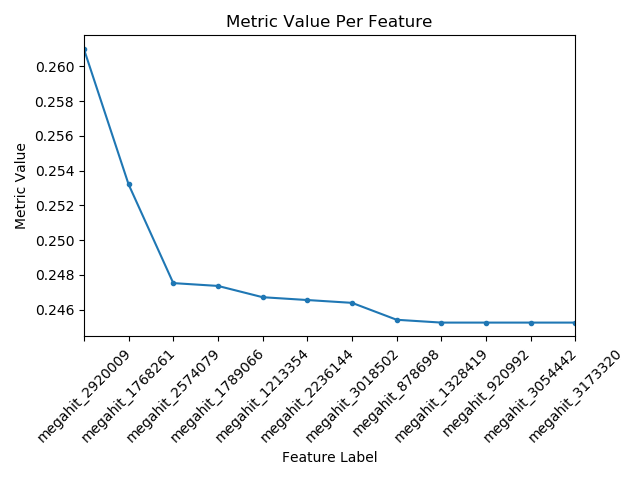 Metric Value Per Feature
0.260
0.258
0.256
0.254
0.252
0.250
0.248
0.246
Metric Value
megahit_2920009
megahit_1768261
megahit_2574079
megahit_1789066
megahit_1213354
megahit_2236144
megahit_3018502
megahit_878698
megahit_1328419
megahit_920992
megahit_3054442
megahit_3173320
Feature Label